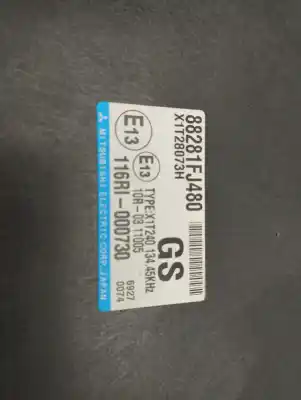 88281FJ480
X1T28073H
GS
E13
E13
TYPE:X1T240 134.45KHz
10R-03 11005
116RI-000730
6927
0074
MITSUBISHI ELECTRIC CORP. JAPAN